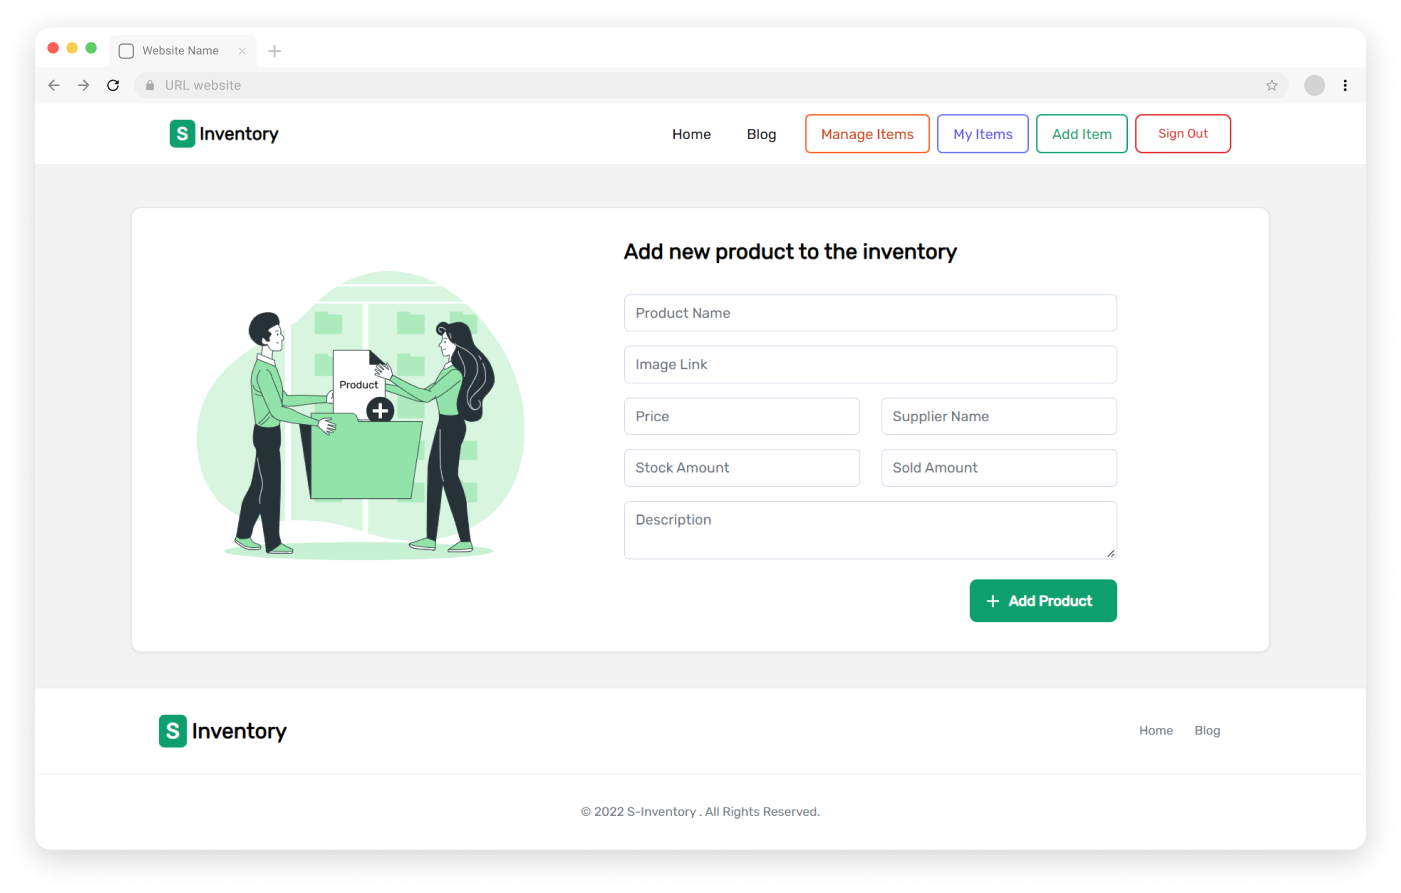 Website Name
URL website
S Inventory
Home Blog Manage Items My Items Add Item Sign Out
Add new product to the inventory
Product Name
Image Link
Product
Price Supplier Name
Stock Amount Sold Amount
Description
+ Add Product
S Inventory
Home Blog
© 2022 S-Inventory . All Rights Reserved.